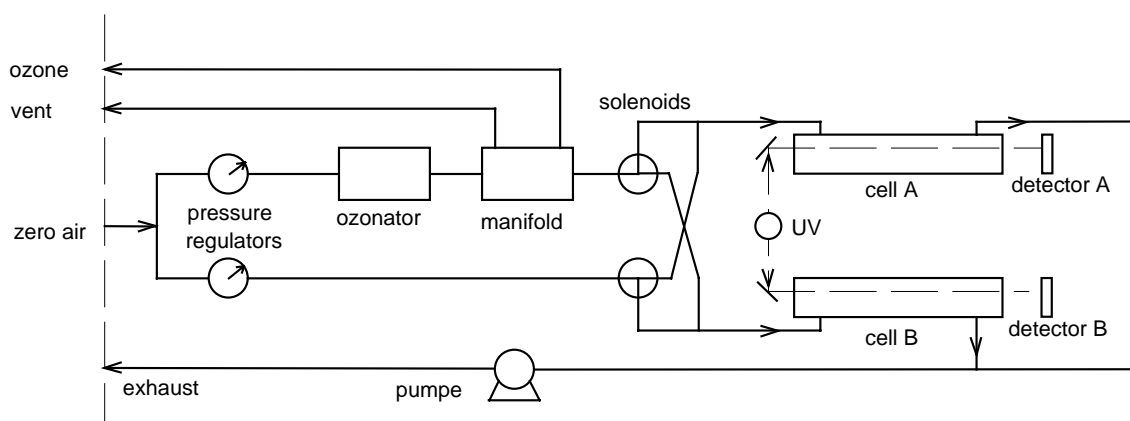 ozone
vent
solenoids
cell A
detector A
pressure
regulators
ozonator
manifold
zero air
UV
cell B
detector B
exhaust
pumpe